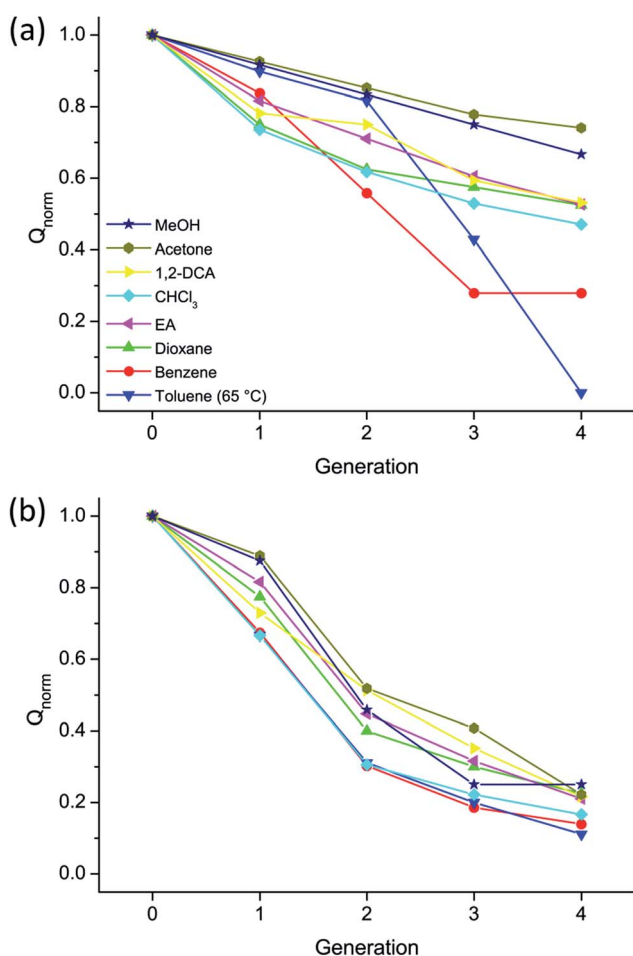 (a)
1.0
0.8
0.6
0.4
0.2
0.0
Qnorm
MeOH
Acetone
1,2-DCA
CHCl3
EA
Dioxane
Benzene
Toluene (65 °C)
0 1 2 3 4
Generation
(b)
1.0
0.8
0.6
0.4
0.2
0.0
Qnorm
0 1 2 3 4
Generation